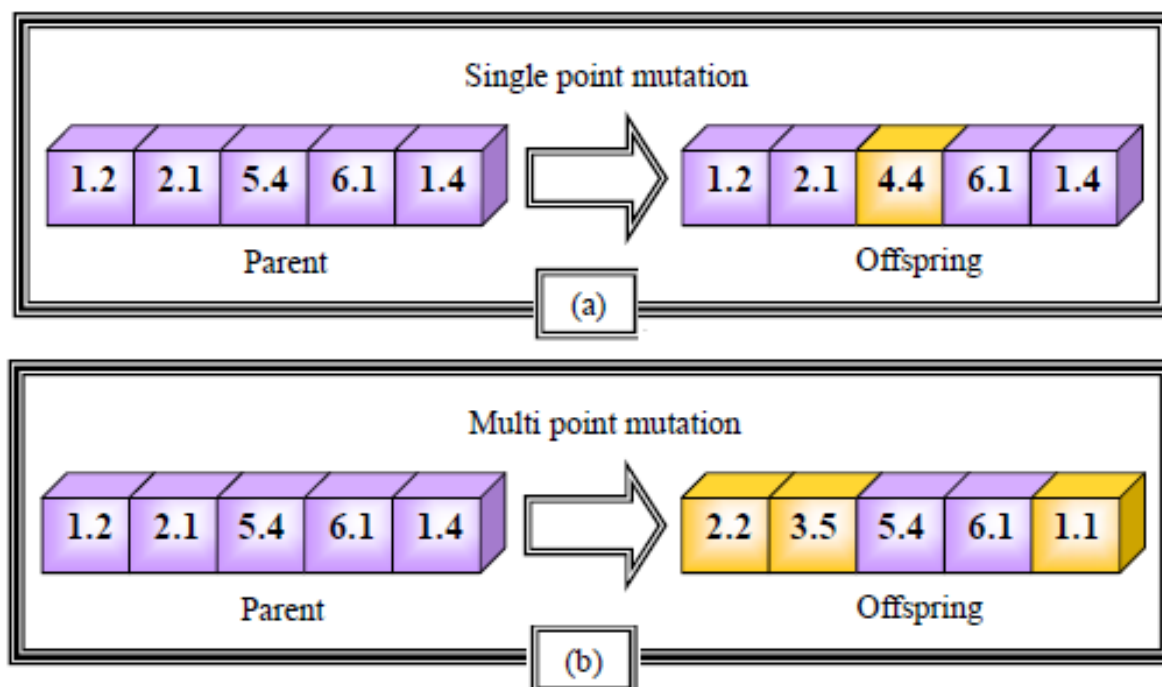 Single point mutation
1.2 2.1 5.4 6.1 1.4 1.2 2.1 4.4 6.1 1.4
Parent Offspring
(a)
Multi point mutation
1.2 2.1 5.4 6.1 1.4 2.2 3.5 5.4 6.1 1.1
Parent Offspring
(b)